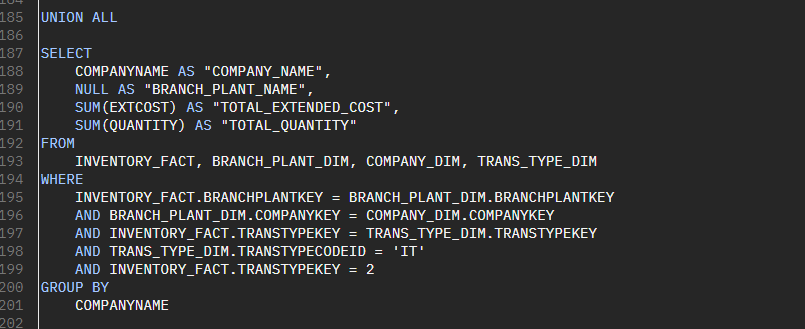 184
185 UNION ALL
186
187 SELECT
188     COMPANYNAME AS "COMPANY_NAME",
189     NULL AS "BRANCH_PLANT_NAME",
190     SUM(EXTCOST) AS "TOTAL_EXTENDED_COST",
191     SUM(QUANTITY) AS "TOTAL_QUANTITY"
192 FROM
193     INVENTORY_FACT, BRANCH_PLANT_DIM, COMPANY_DIM, TRANS_TYPE_DIM
194 WHERE
195     INVENTORY_FACT.BRANCHPLANTKEY = BRANCH_PLANT_DIM.BRANCHPLANTKEY
196     AND BRANCH_PLANT_DIM.COMPANYKEY = COMPANY_DIM.COMPANYKEY
197     AND INVENTORY_FACT.TRANSTYPEKEY = TRANS_TYPE_DIM.TRANSTYPEKEY
198     AND TRANS_TYPE_DIM.TRANSTYPECODEID = 'IT'
199     AND INVENTORY_FACT.TRANSTYPEKEY = 2
200 GROUP BY
201     COMPANYNAME
202